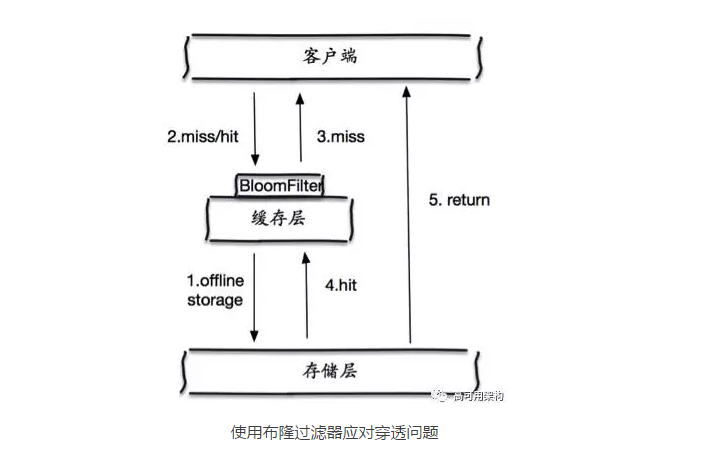 客户端
2.miss/hit
3.miss
BloomFilter
缓存层
5. return
1.offline
storage
4.hit
存储层
高可用架构
使用布隆过滤器应对穿透问题